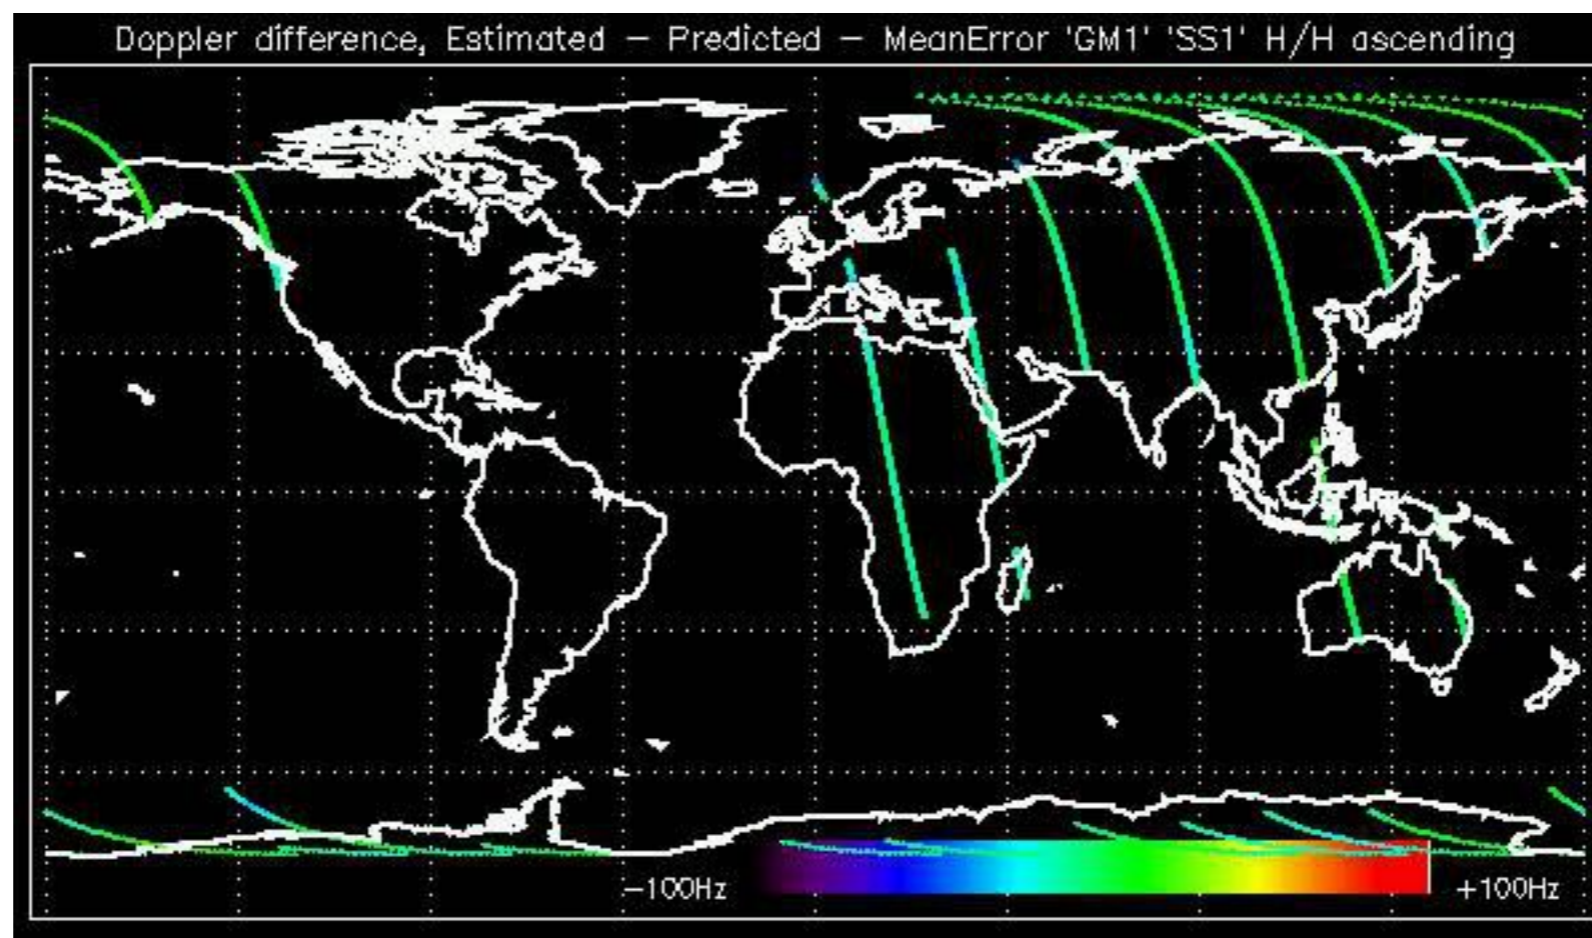 Doppler difference, Estimated – Predicted – MeanError 'GM1' 'SS1' H/H ascending
–100Hz
+100Hz